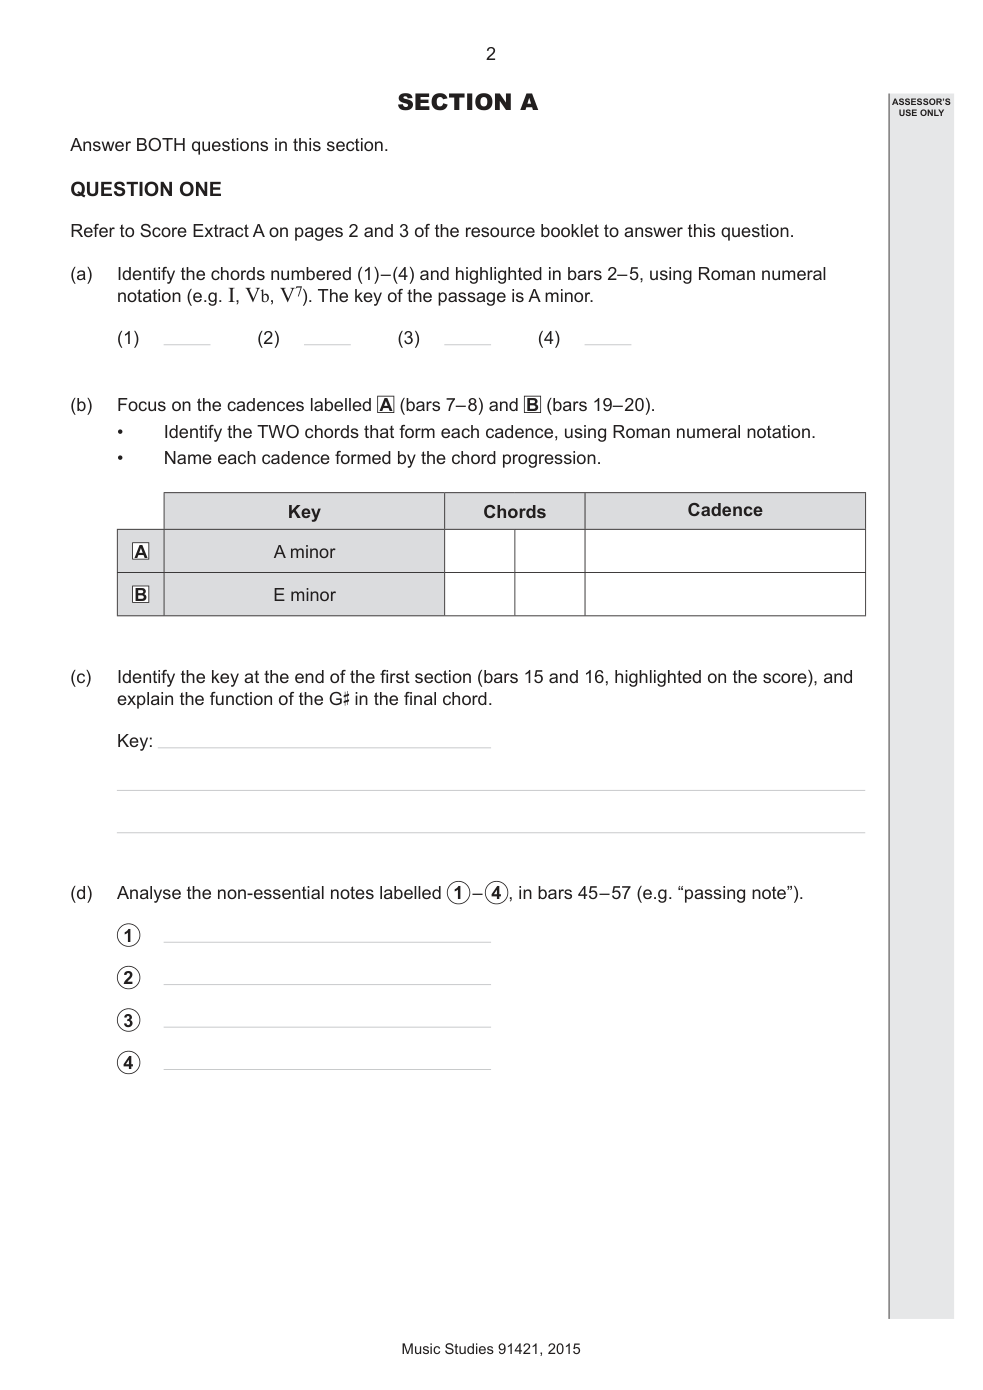 2
SECTION A
ASSESSOR'S
USE ONLY
Answer BOTH questions in this section.
QUESTION ONE
Refer to Score Extract A on pages 2 and 3 of the resource booklet to answer this question.
(a) Identify the chords numbered (1)–(4) and highlighted in bars 2–5, using Roman numeral
notation (e.g. I, Vb, V⁷). The key of the passage is A minor.
(1) (2) (3) (4)
(b) Focus on the cadences labelled A (bars 7–8) and B (bars 19–20).
• Identify the TWO chords that form each cadence, using Roman numeral notation.
• Name each cadence formed by the chord progression.
Key Chords Cadence
A A minor
B E minor
(c) Identify the key at the end of the first section (bars 15 and 16, highlighted on the score), and
explain the function of the G♯ in the final chord.
Key:
(d) Analyse the non-essential notes labelled ①–④, in bars 45–57 (e.g. “passing note”).
①
②
③
④
Music Studies 91421, 2015